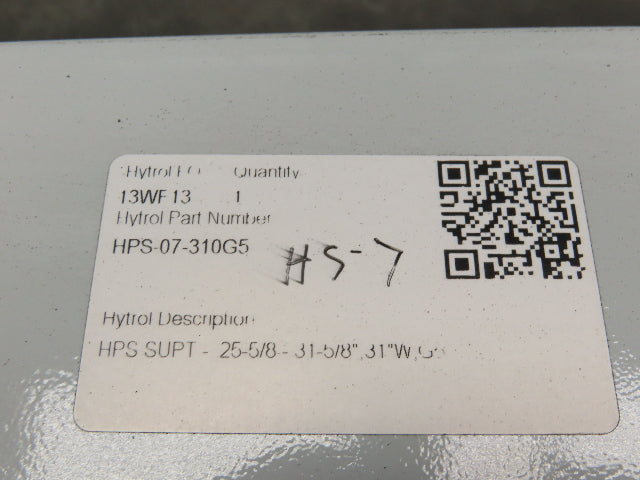 Hytrol PO Quantity
13WF13 1
Hytrol Part Number
HPS-07-310G5
HS-7
Hytrol Description
HPS SUPT - 25-5/8 - 31-5/8",31"W,G5